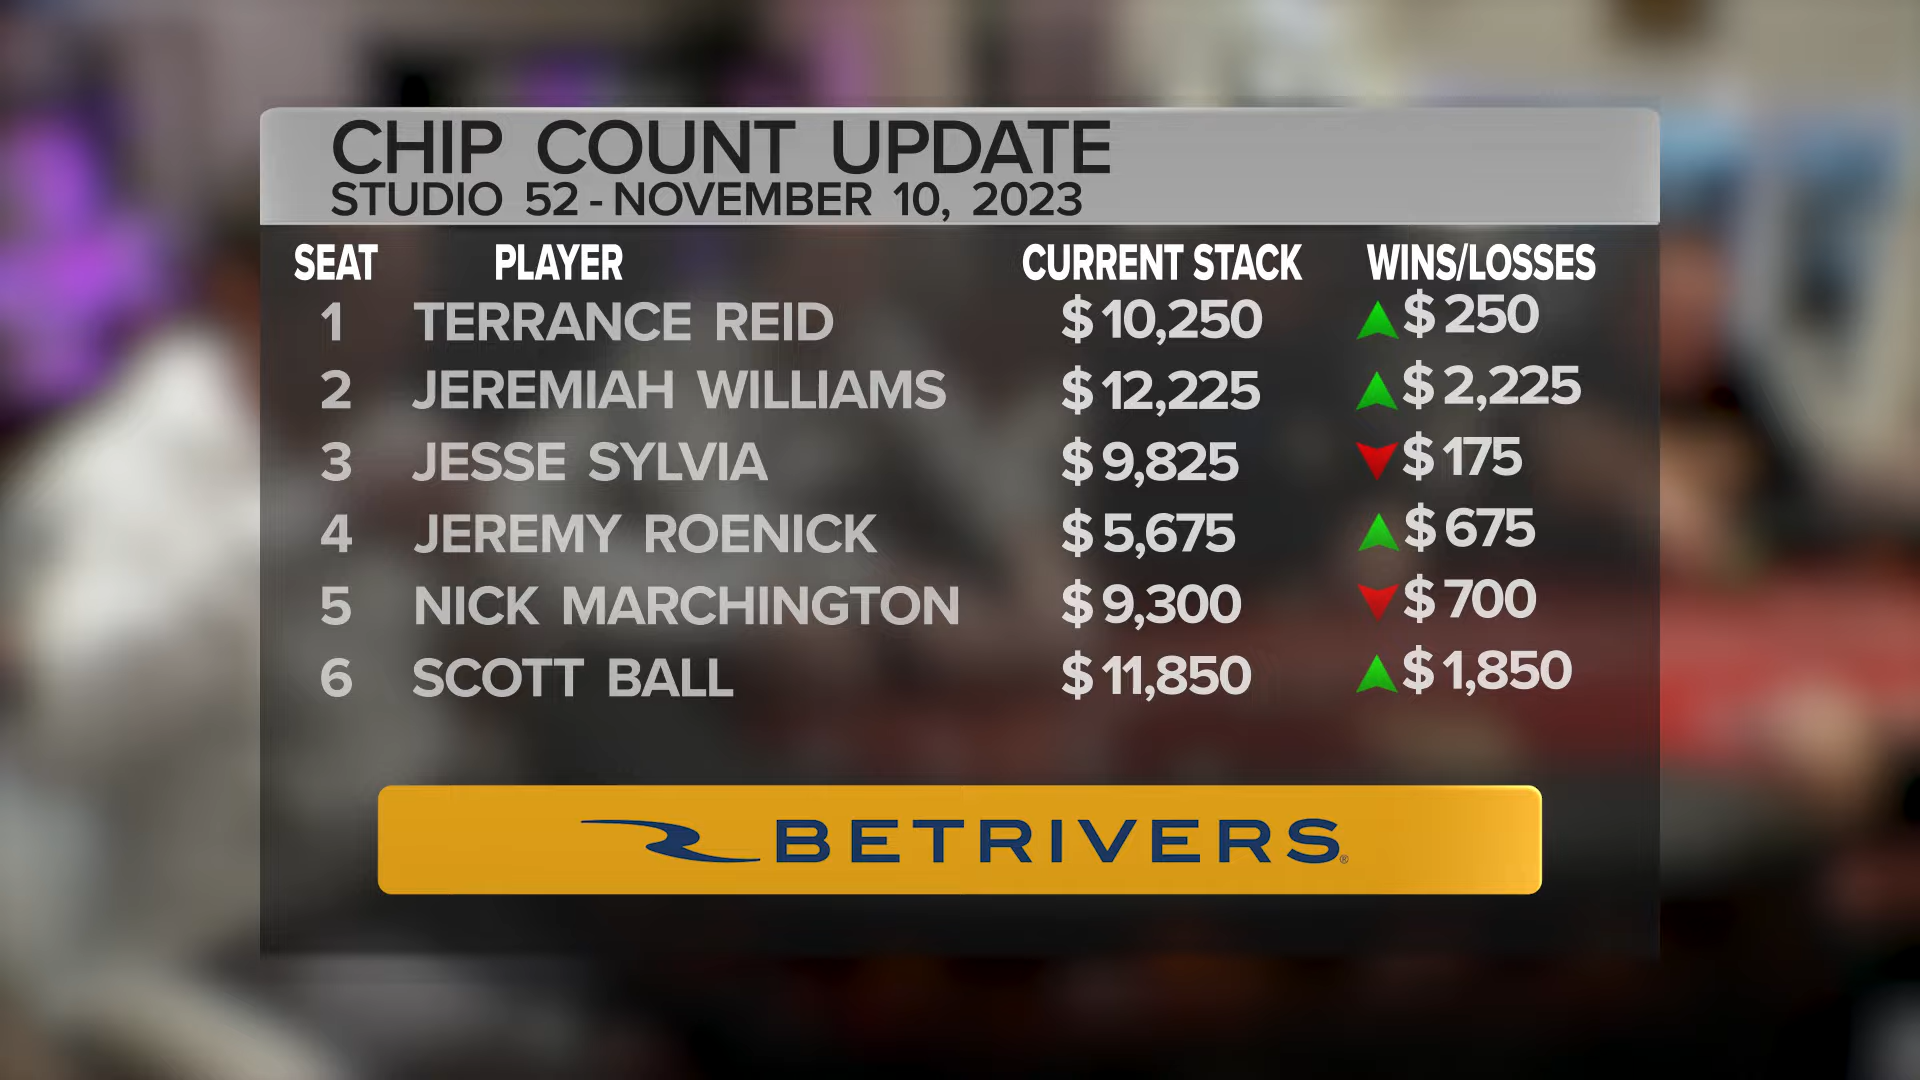 CHIP COUNT UPDATE
STUDIO 52 - NOVEMBER 10, 2023
SEAT PLAYER CURRENT STACK WINS/LOSSES
1 TERRANCE REID $10,250 $250
2 JEREMIAH WILLIAMS $12,225 $2,225
3 JESSE SYLVIA $9,825 $175
4 JEREMY ROENICK $5,675 $675
5 NICK MARCHINGTON $9,300 $700
6 SCOTT BALL $11,850 $1,850
BETRIVERS®